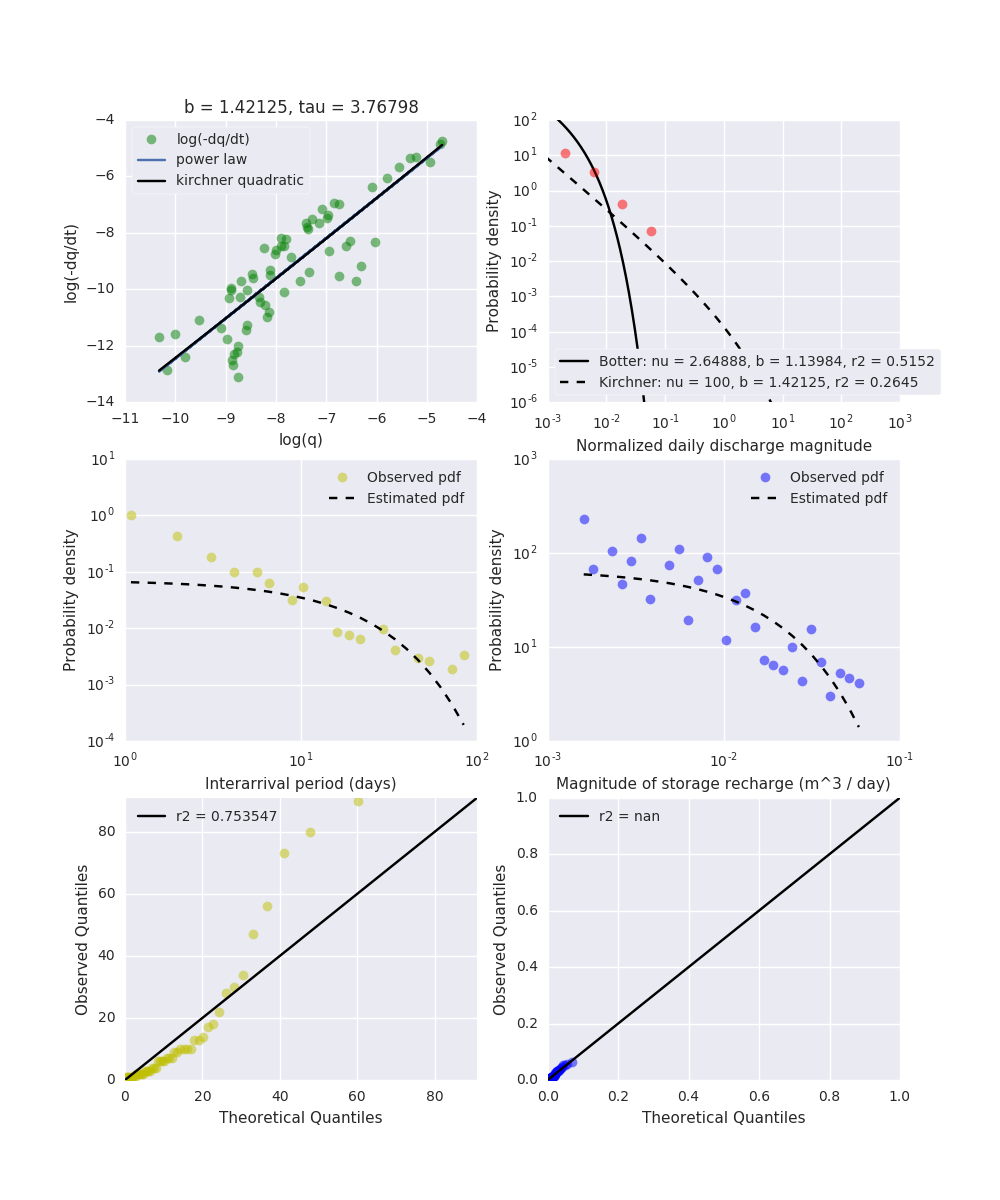 b = 1.42125, tau = 3.76798
−4
−6
−8
−10
−12
−14
log(-dq/dt)
log(-dq/dt)
power law
kirchner quadratic
−11 −10 −9 −8 −7 −6 −5 −4
log(q)
10^2
10^1
10^0
10^-1
10^-2
10^-3
10^-4
10^-5
10^-6
Probability density
Botter: nu = 2.64888, b = 1.13984, r2 = 0.5152
Kirchner: nu = 100, b = 1.42125, r2 = 0.2645
10^-3 10^-2 10^-1 10^0 10^1 10^2 10^3
Normalized daily discharge magnitude
10^1
10^0
10^-1
10^-2
10^-3
10^-4
Probability density
Observed pdf
Estimated pdf
10^0 10^1 10^2
Interarrival period (days)
10^3
10^2
10^1
10^0
Probability density
Observed pdf
Estimated pdf
10^-3 10^-2 10^-1
Magnitude of storage recharge (m^3 / day)
80
60
40
20
0
Observed Quantiles
r2 = 0.753547
0 20 40 60 80
Theoretical Quantiles
1.0
0.8
0.6
0.4
0.2
0.0
Observed Quantiles
r2 = nan
0.0 0.2 0.4 0.6 0.8 1.0
Theoretical Quantiles